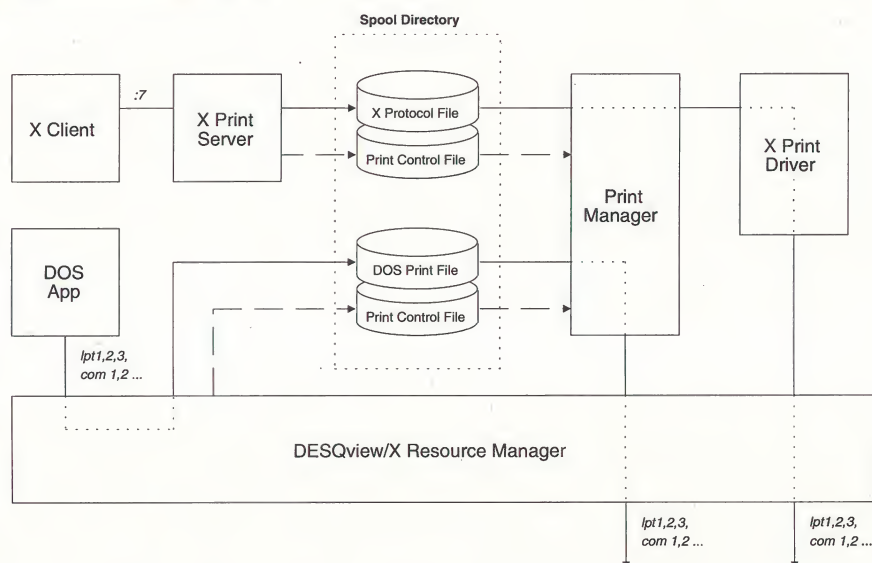 Spool Directory
X Client
:7
X Print
Server
X Protocol File
Print Control File
Print
Manager
X Print
Driver
DOS
App
DOS Print File
Print Control File
lpt1,2,3,
com 1,2 ...
DESQview/X Resource Manager
lpt1,2,3,
com 1,2 ...
lpt1,2,3,
com 1,2 ...